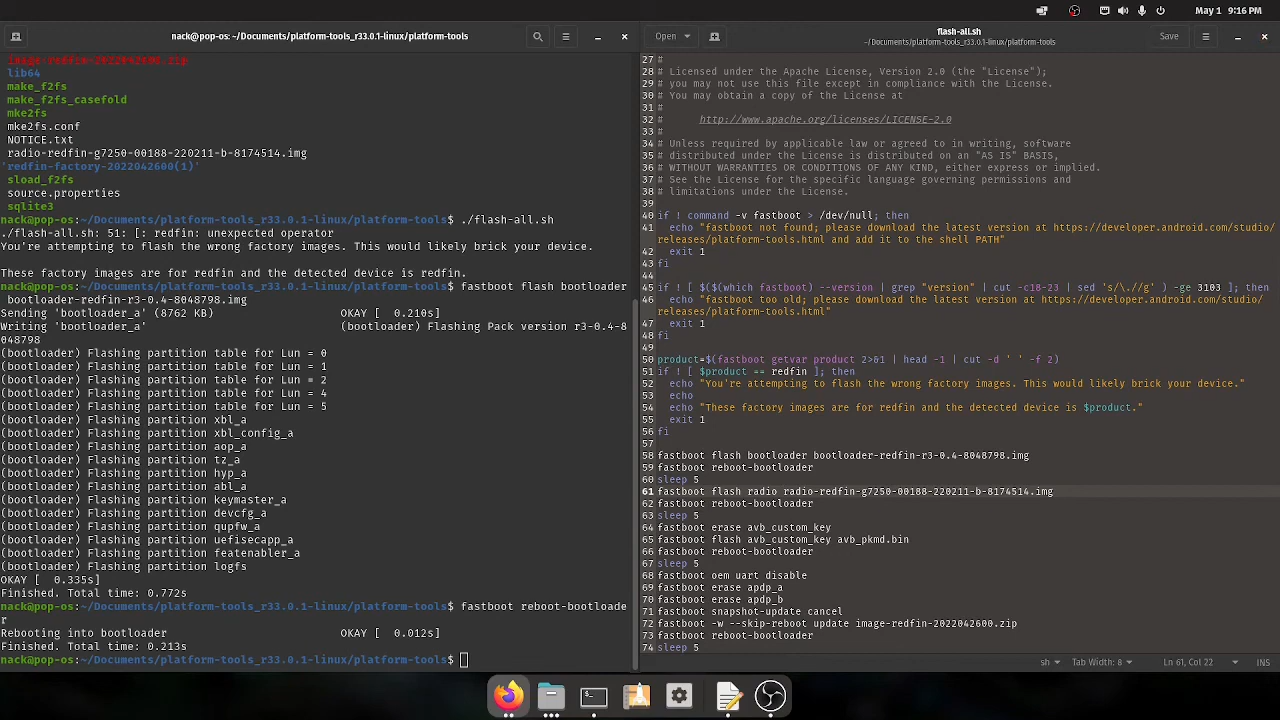 May 1  9:16 PM
nack@pop-os: ~/Documents/platform-tools_r33.0.1-linux/platform-tools
image-redfin-2022042600.zip
lib64
make_f2fs
make_f2fs_casefold
mke2fs
mke2fs.conf
NOTICE.txt
radio-redfin-g7250-00188-220211-b-8174514.img
'redfin-factory-2022042600(1)'
sload_f2fs
source.properties
sqlite3
nack@pop-os:~/Documents/platform-tools_r33.0.1-linux/platform-tools$ ./flash-all.sh
./flash-all.sh: 51: [: redfin: unexpected operator
You're attempting to flash the wrong factory images. This would likely brick your device.
These factory images are for redfin and the detected device is redfin.
nack@pop-os:~/Documents/platform-tools_r33.0.1-linux/platform-tools$ fastboot flash bootloader
bootloader-redfin-r3-0.4-8048798.img
Sending 'bootloader_a' (8762 KB)                   OKAY [  0.210s]
Writing 'bootloader_a'                             (bootloader) Flashing Pack version r3-0.4-8
048798
(bootloader) Flashing partition table for Lun = 0
(bootloader) Flashing partition table for Lun = 1
(bootloader) Flashing partition table for Lun = 2
(bootloader) Flashing partition table for Lun = 4
(bootloader) Flashing partition table for Lun = 5
(bootloader) Flashing partition xbl_a
(bootloader) Flashing partition xbl_config_a
(bootloader) Flashing partition aop_a
(bootloader) Flashing partition tz_a
(bootloader) Flashing partition hyp_a
(bootloader) Flashing partition abl_a
(bootloader) Flashing partition keymaster_a
(bootloader) Flashing partition devcfg_a
(bootloader) Flashing partition qupfw_a
(bootloader) Flashing partition uefisecapp_a
(bootloader) Flashing partition featenabler_a
(bootloader) Flashing partition logfs
OKAY [  0.335s]
Finished. Total time: 0.772s
nack@pop-os:~/Documents/platform-tools_r33.0.1-linux/platform-tools$ fastboot reboot-bootloade
r
Rebooting into bootloader                          OKAY [  0.012s]
Finished. Total time: 0.213s
nack@pop-os:~/Documents/platform-tools_r33.0.1-linux/platform-tools$
Open
flash-all.sh
~/Documents/platform-tools_r33.0.1-linux/platform-tools
Save
27 #
28 # Licensed under the Apache License, Version 2.0 (the "License");
29 # you may not use this file except in compliance with the License.
30 # You may obtain a copy of the License at
31 #
32 #      http://www.apache.org/licenses/LICENSE-2.0
33 #
34 # Unless required by applicable law or agreed to in writing, software
35 # distributed under the License is distributed on an "AS IS" BASIS,
36 # WITHOUT WARRANTIES OR CONDITIONS OF ANY KIND, either express or implied.
37 # See the License for the specific language governing permissions and
38 # limitations under the License.
39
40 if ! command -v fastboot > /dev/null; then
41   echo "fastboot not found; please download the latest version at https://developer.android.com/studio/
releases/platform-tools.html and add it to the shell PATH"
42   exit 1
43 fi
44
45 if ! [ $($(which fastboot) --version | grep "version" | cut -c18-23 | sed 's/\.//g' ) -ge 3103 ]; then
46   echo "fastboot too old; please download the latest version at https://developer.android.com/studio/
releases/platform-tools.html"
47   exit 1
48 fi
49
50 product=$(fastboot getvar product 2>&1 | head -1 | cut -d ' ' -f 2)
51 if ! [ $product == redfin ]; then
52   echo "You're attempting to flash the wrong factory images. This would likely brick your device."
53   echo
54   echo "These factory images are for redfin and the detected device is $product."
55   exit 1
56 fi
57
58 fastboot flash bootloader bootloader-redfin-r3-0.4-8048798.img
59 fastboot reboot-bootloader
60 sleep 5
61 fastboot flash radio radio-redfin-g7250-00188-220211-b-8174514.img
62 fastboot reboot-bootloader
63 sleep 5
64 fastboot erase avb_custom_key
65 fastboot flash avb_custom_key avb_pkmd.bin
66 fastboot reboot-bootloader
67 sleep 5
68 fastboot oem uart disable
69 fastboot erase apdp_a
70 fastboot erase apdp_b
71 fastboot snapshot-update cancel
72 fastboot -w --skip-reboot update image-redfin-2022042600.zip
73 fastboot reboot-bootloader
74 sleep 5
sh
Tab Width: 8
Ln 61, Col 22
INS